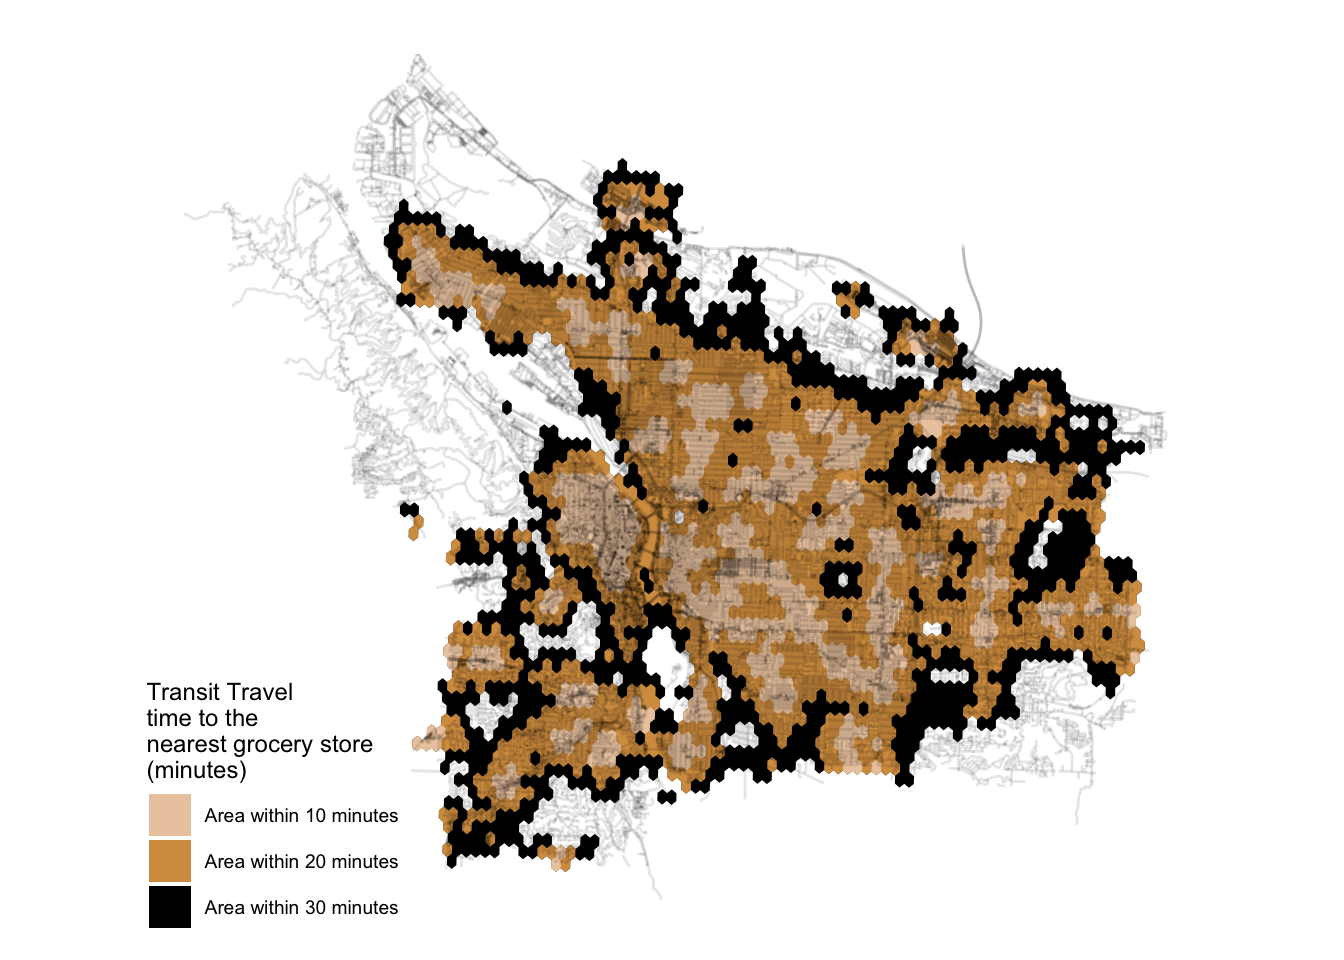 Transit Travel
time to the
nearest grocery store
(minutes)
Area within 10 minutes
Area within 20 minutes
Area within 30 minutes